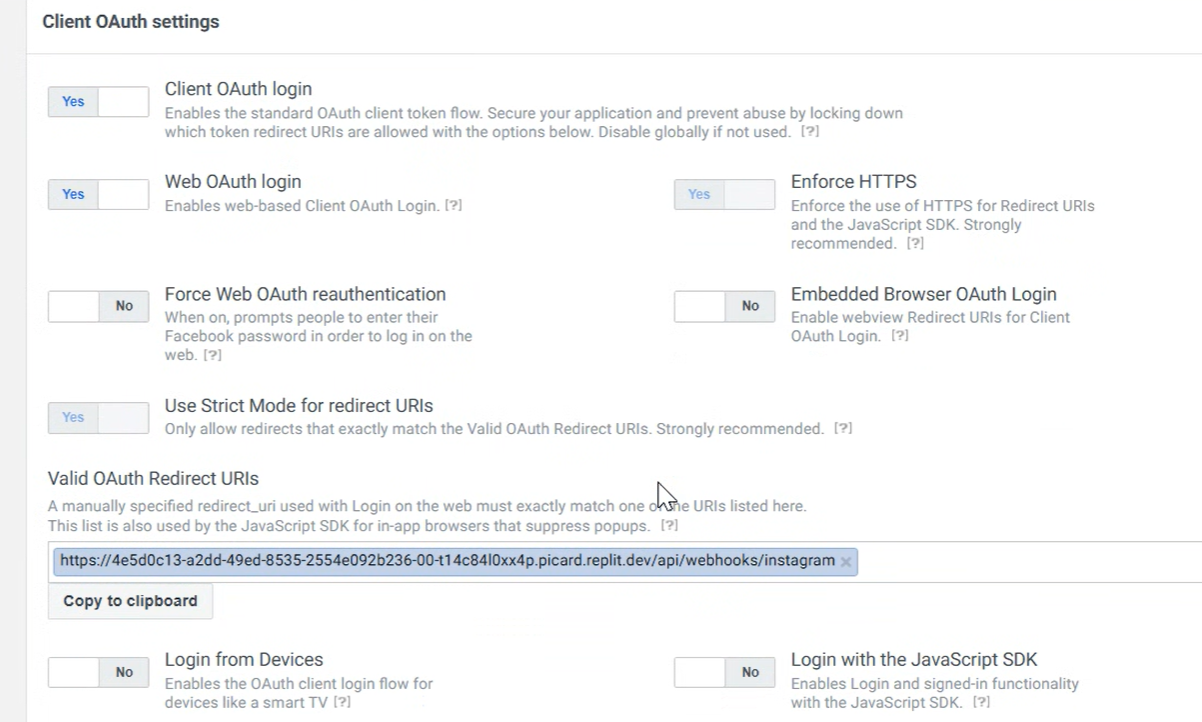 Client OAuth settings
Yes
Client OAuth login
Enables the standard OAuth client token flow. Secure your application and prevent abuse by locking down
which token redirect URIs are allowed with the options below. Disable globally if not used. [?]
Yes
Web OAuth login
Enables web-based Client OAuth Login. [?]
Yes
Enforce HTTPS
Enforce the use of HTTPS for Redirect URIs
and the JavaScript SDK. Strongly
recommended. [?]
No
Force Web OAuth reauthentication
When on, prompts people to enter their
Facebook password in order to log in on the
web. [?]
No
Embedded Browser OAuth Login
Enable webview Redirect URIs for Client
OAuth Login. [?]
Yes
Use Strict Mode for redirect URIs
Only allow redirects that exactly match the Valid OAuth Redirect URIs. Strongly recommended. [?]
Valid OAuth Redirect URIs
A manually specified redirect_uri used with Login on the web must exactly match one of the URIs listed here.
This list is also used by the JavaScript SDK for in-app browsers that suppress popups. [?]
https://4e5d0c13-a2dd-49ed-8535-2554e092b236-00-t14c84l0xx4p.picard.replit.dev/api/webhooks/instagram
Copy to clipboard
No
Login from Devices
Enables the OAuth client login flow for
devices like a smart TV [?]
No
Login with the JavaScript SDK
Enables Login and signed-in functionality
with the JavaScript SDK. [?]